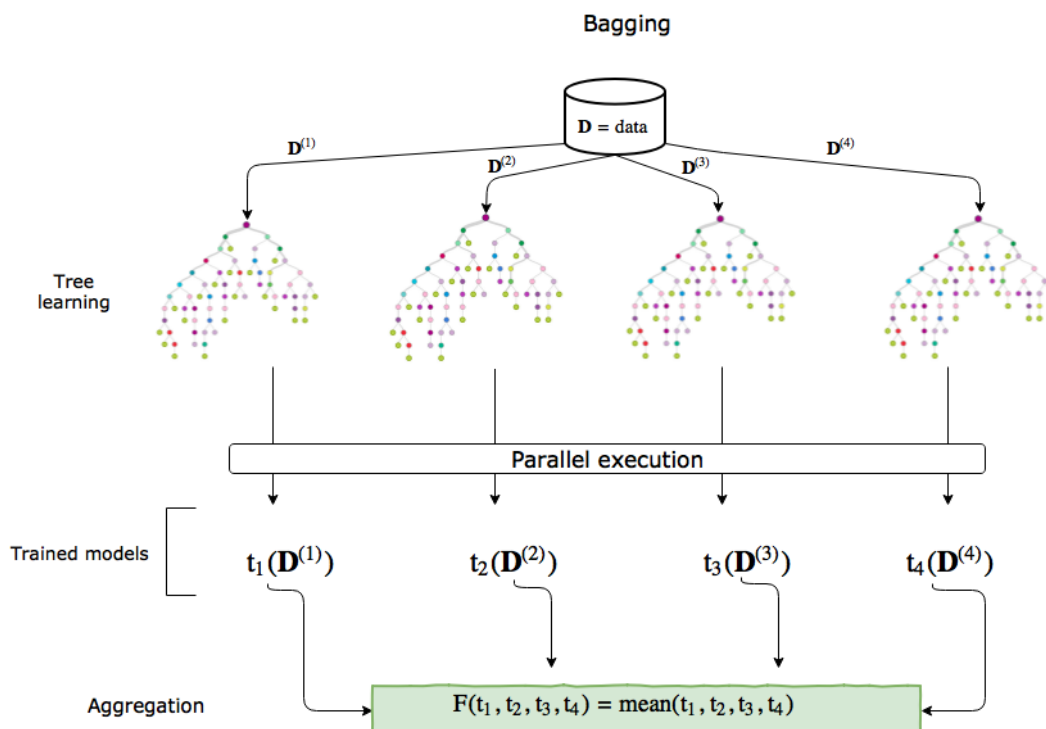 Bagging
D = data
D⁽¹⁾
D⁽²⁾
D⁽³⁾
D⁽⁴⁾
Tree
learning
Parallel execution
Trained models
t₁(D⁽¹⁾)
t₂(D⁽²⁾)
t₃(D⁽³⁾)
t₄(D⁽⁴⁾)
Aggregation
F(t₁, t₂, t₃, t₄) = mean(t₁, t₂, t₃, t₄)